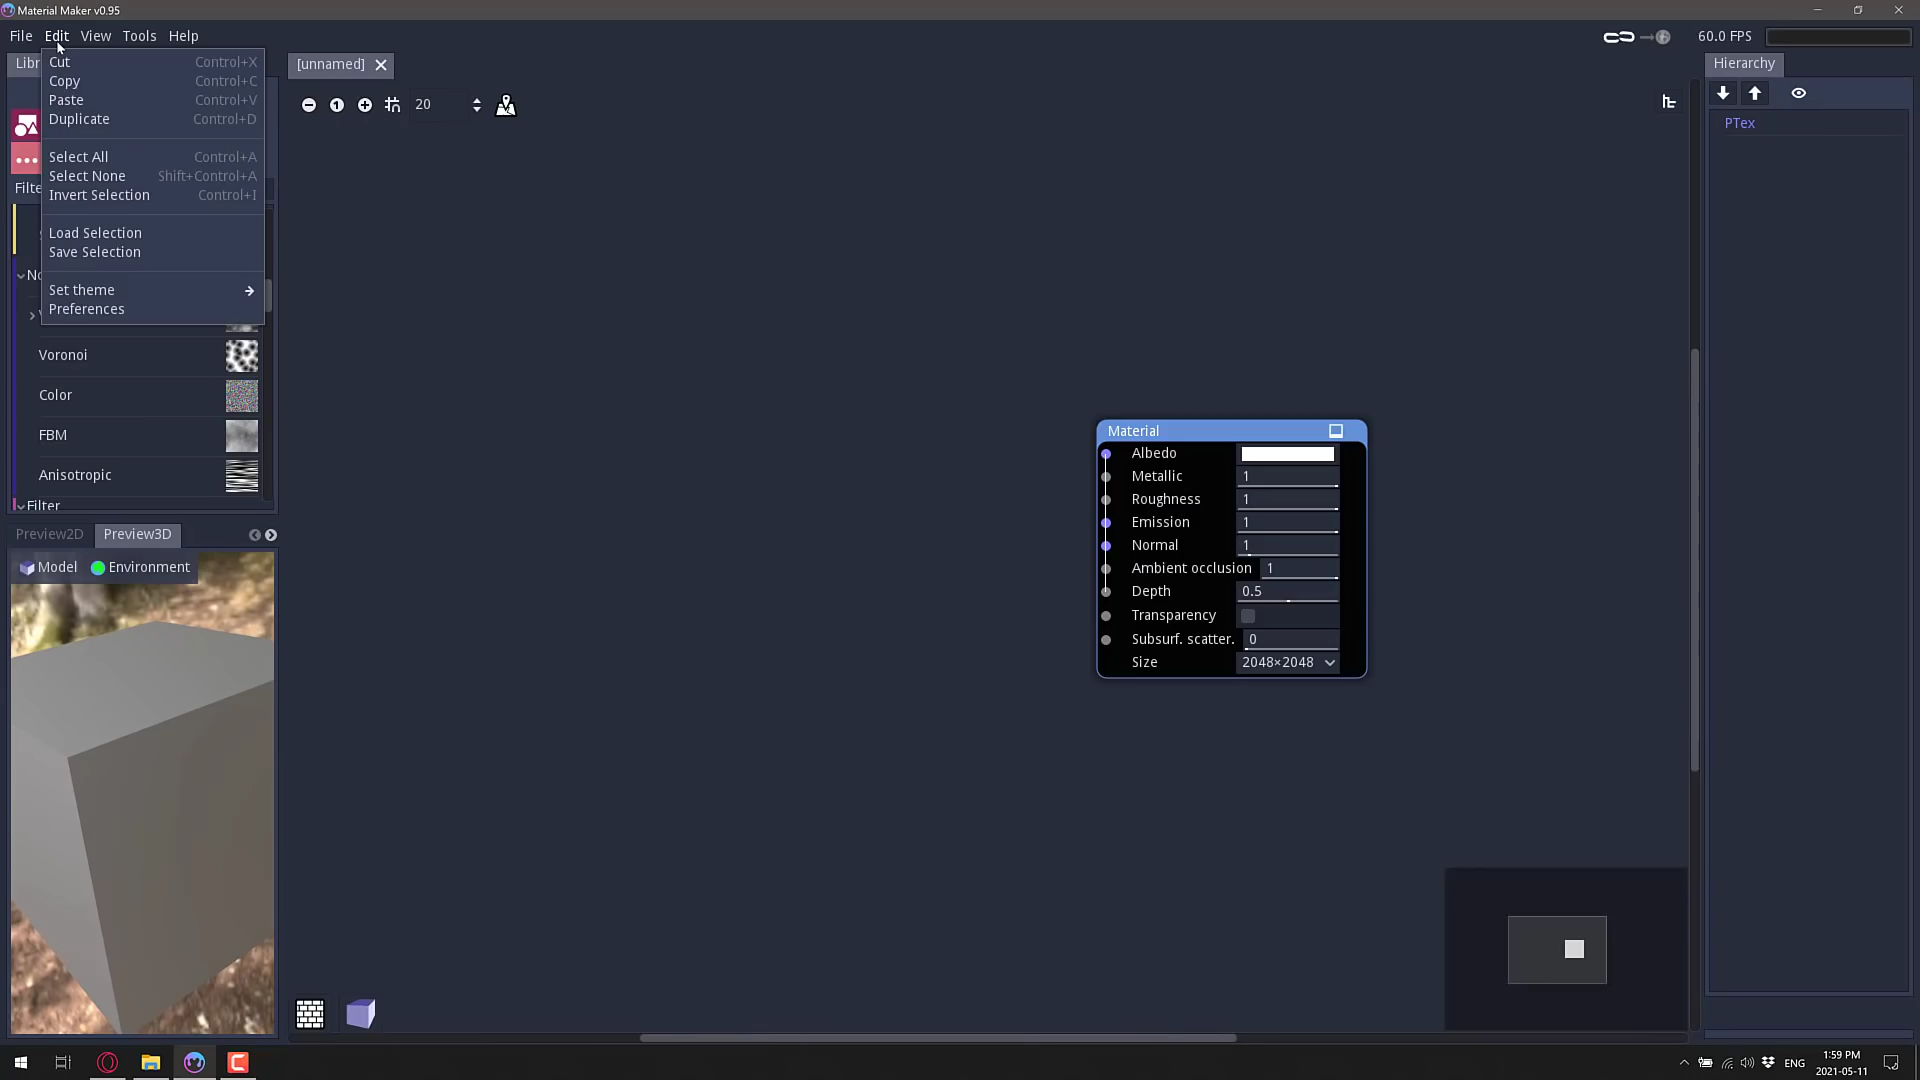 Material Maker v0.95
File Edit View Tools Help
60.0 FPS
Cut Control+X
Copy Control+C
Paste Control+V
Duplicate Control+D
Select All Control+A
Select None Shift+Control+A
Invert Selection Control+I
Load Selection
Save Selection
Set theme
Preferences
Libr
Filte
No
Voronoi
Color
FBM
Anisotropic
Filter
Preview2D Preview3D
Model Environment
[unnamed]
1 20
Material
Albedo
Metallic 1
Roughness 1
Emission 1
Normal 1
Ambient occlusion 1
Depth 0.5
Transparency
Subsurf. scatter. 0
Size 2048×2048
Hierarchy
PTex
ENG
1:59 PM
2021-05-11